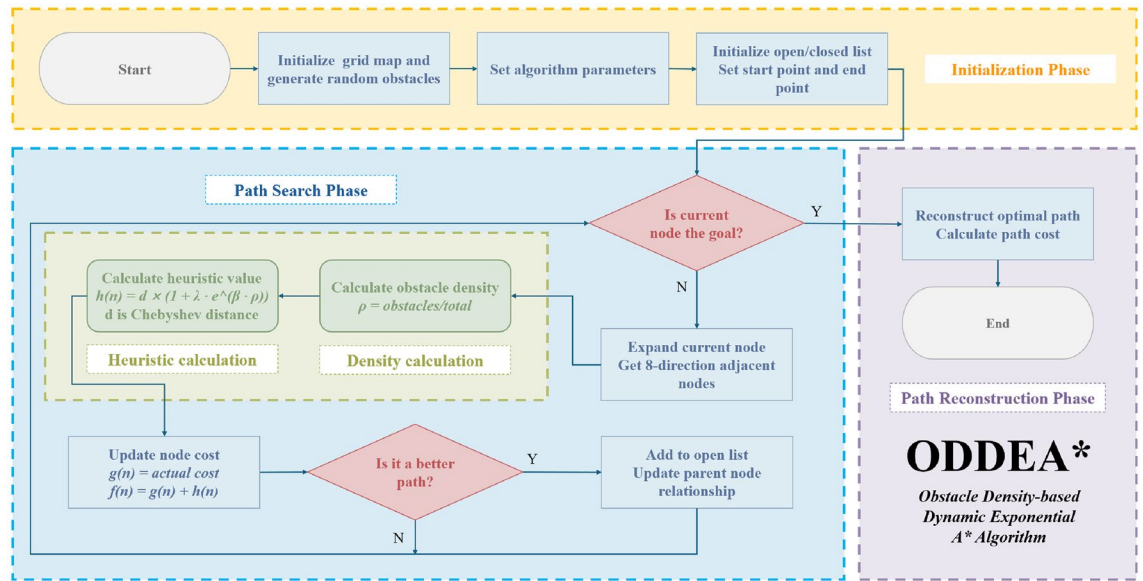 Start
Initialize grid map and
generate random obstacles
Set algorithm parameters
Initialize open/closed list
Set start point and end
point
Initialization Phase
Path Search Phase
Is current
node the goal?
Y
N
Reconstruct optimal path
Calculate path cost
End
Path Reconstruction Phase
Expand current node
Get 8-direction adjacent
nodes
Calculate obstacle density
ρ = obstacles/total
Density calculation
Calculate heuristic value
h(n) = d × (1 + λ · e^(β · ρ))
d is Chebyshev distance
Heuristic calculation
Update node cost
g(n) = actual cost
f(n) = g(n) + h(n)
Is it a better
path?
Y
N
Add to open list
Update parent node
relationship
ODDEA*
Obstacle Density-based
Dynamic Exponential
A* Algorithm